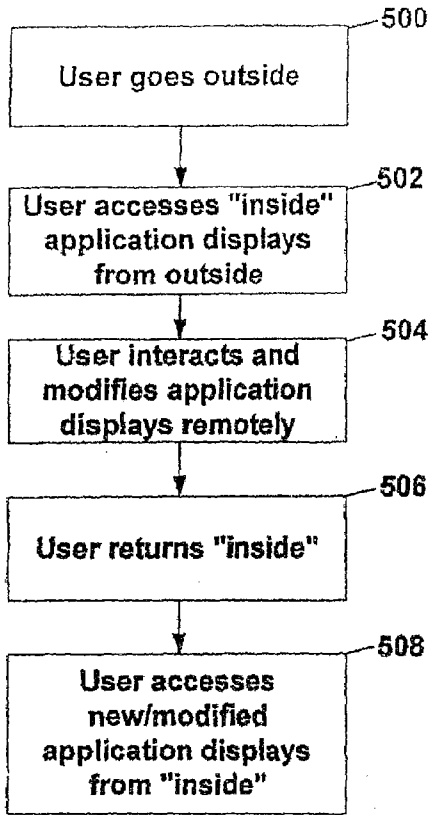 500
User goes outside
502
User accesses "inside"
application displays
from outside
504
User interacts and
modifies application
displays remotely
506
User returns "inside"
508
User accesses
new/modified
application displays
from "inside"